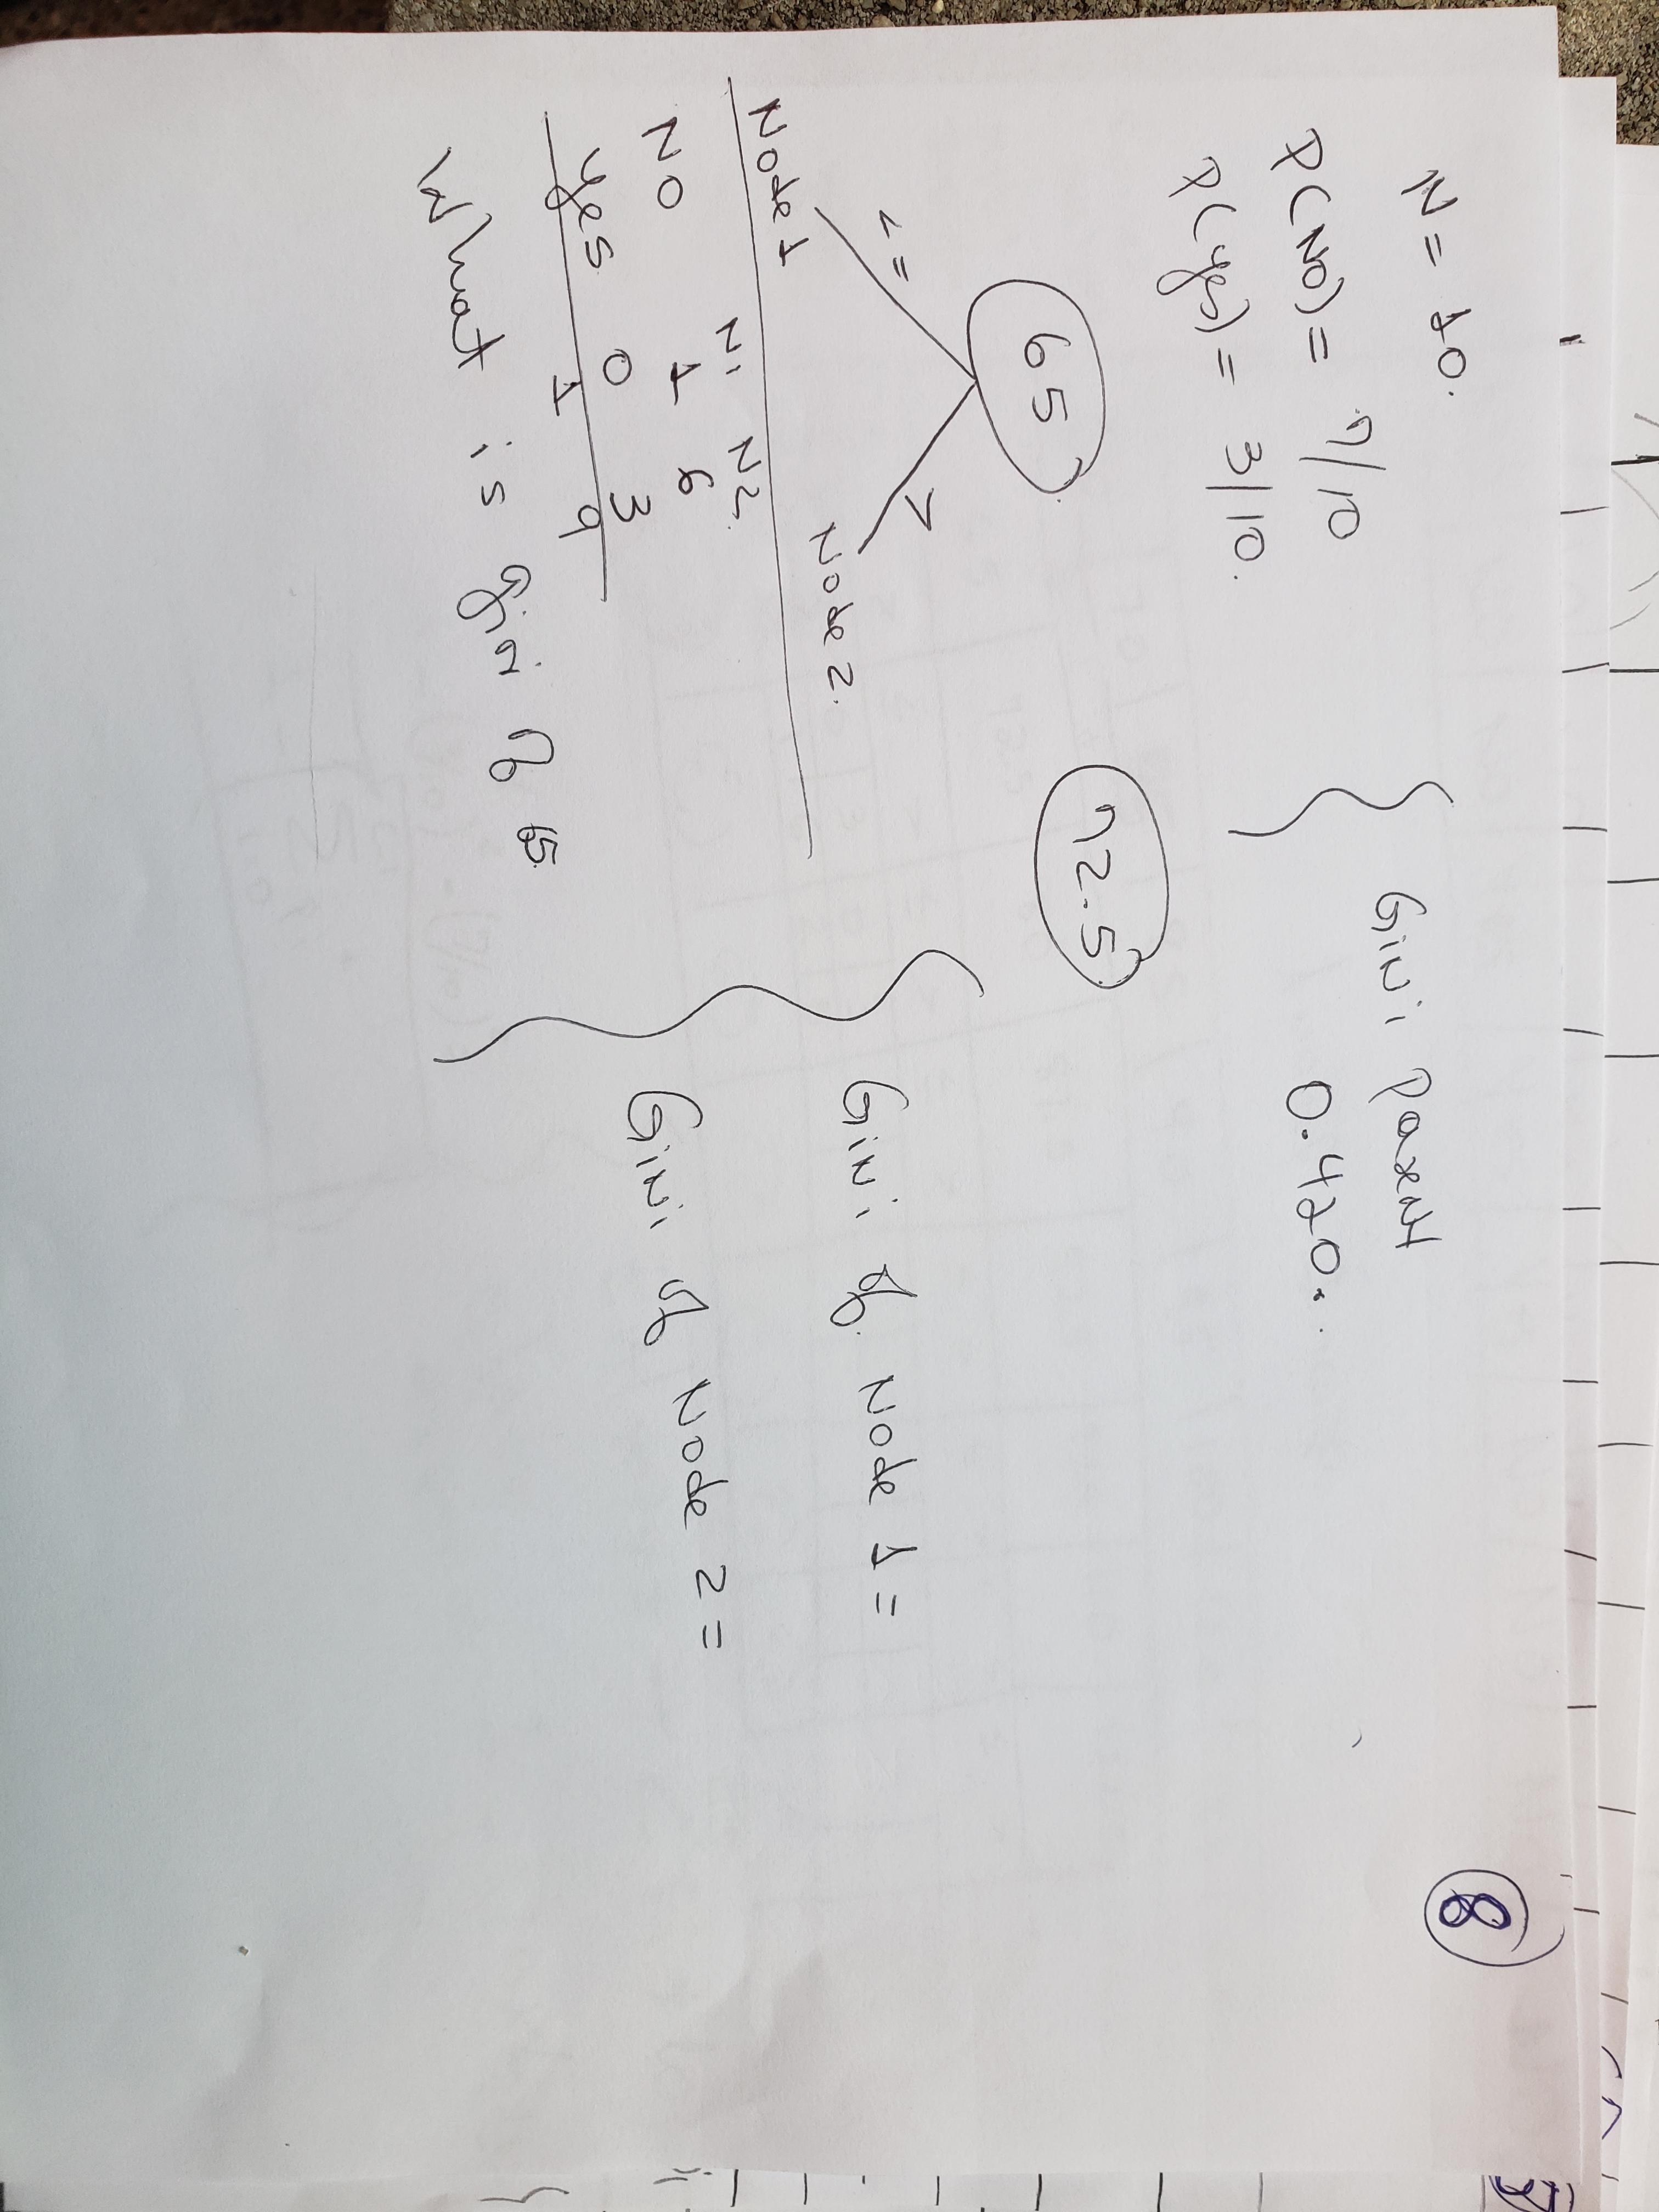 N = 10.
P(NO) = 7/10
P(Yes) = 3/10.
Gini parent
0.420.
8
65
72.5
<=
>
Node 1
Node 2.
N1 N2.
NO 1 6
Yes 0 3
1 9
What is Gini of 65
Gini of Node 1 =
Gini of Node 2 =